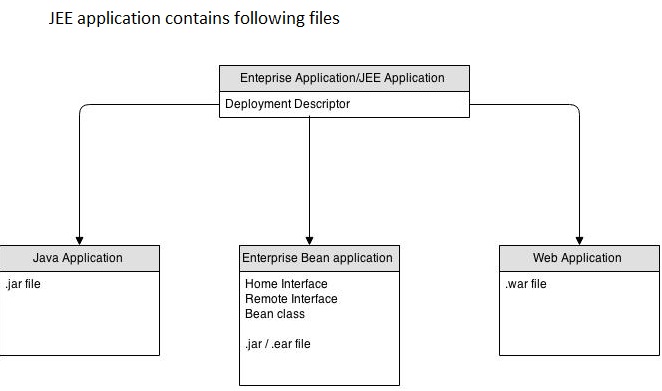 JEE application contains following files
Enteprise Application/JEE Application
Deployment Descriptor
Java Application
.jar file
Enterprise Bean application
Home Interface
Remote Interface
Bean class
.jar / .ear file
Web Application
.war file